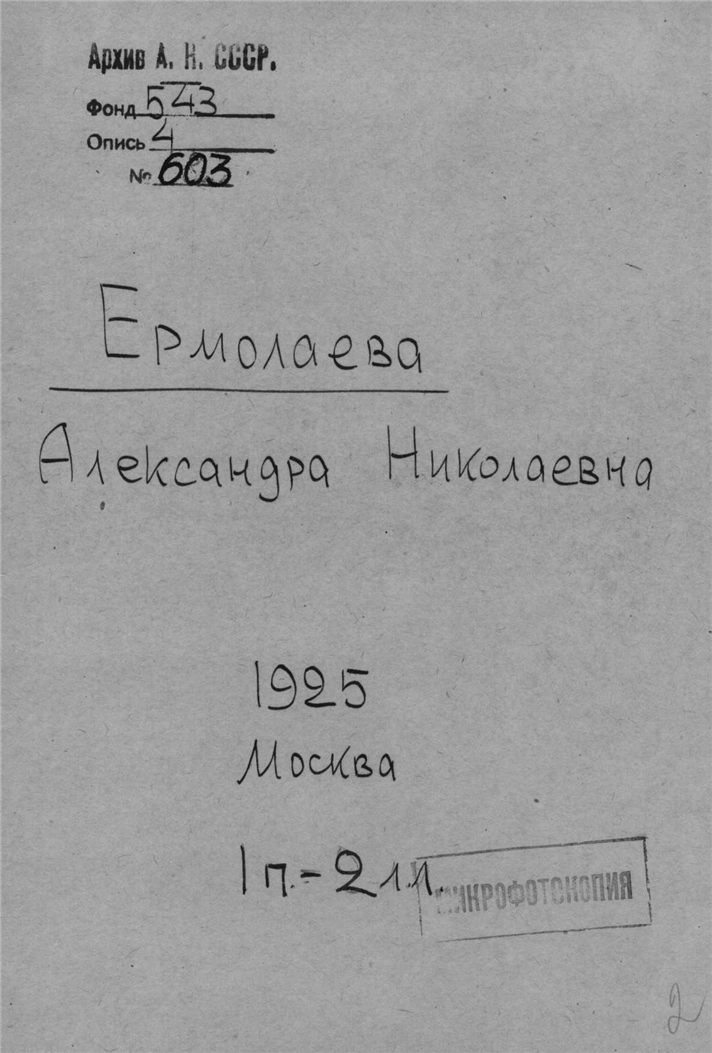 Архив А. Н. СССР.
Фонд 543
Опись 4
№ 603
Ермолаева
Александра Николаевна
1925
Москва
1 п.- 2 л.л.
МИКРОФОТОКОПИЯ
2